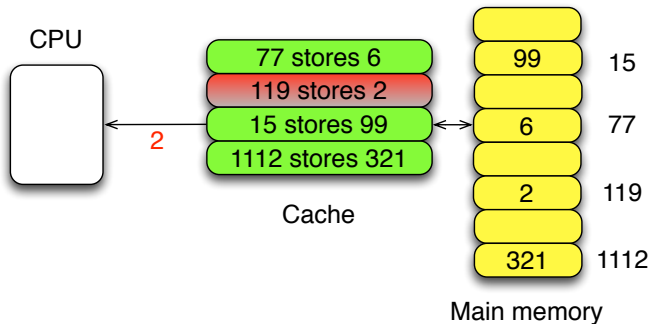 CPU
2
77 stores 6
119 stores 2
15 stores 99
1112 stores 321
Cache
99 15
6 77
2 119
321 1112
Main memory